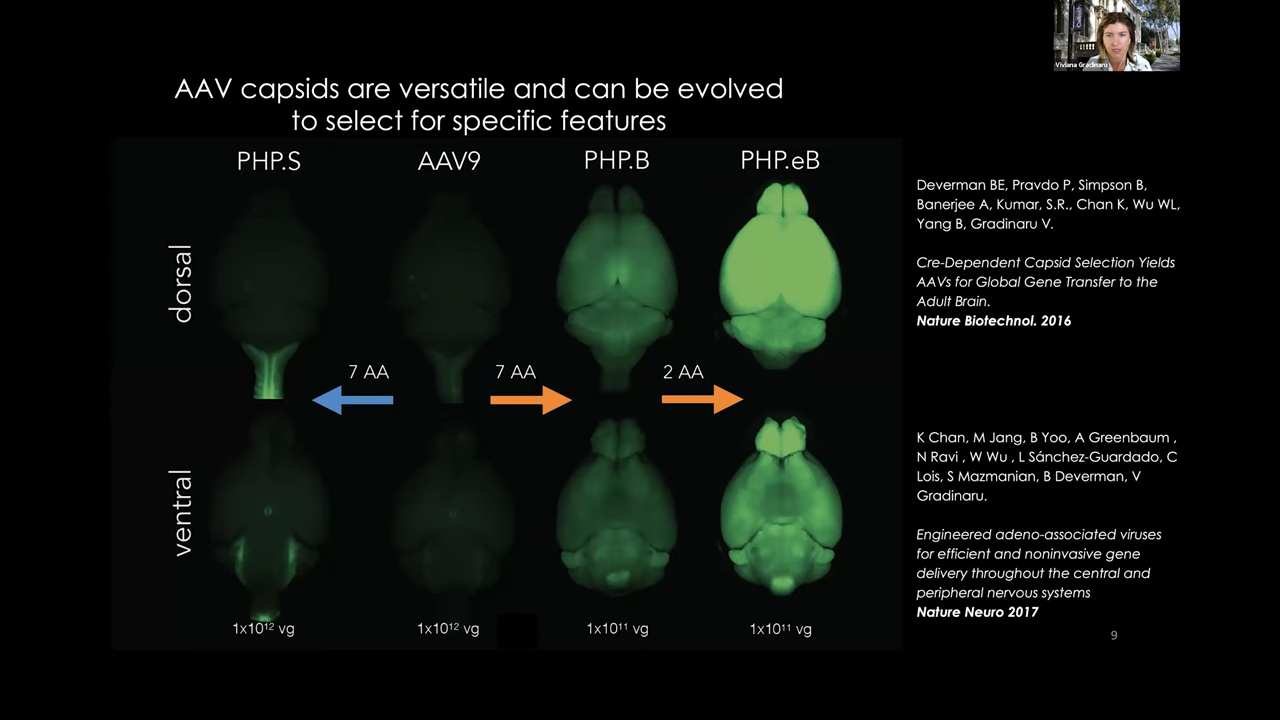 Viviana Gradinaru
AAV capsids are versatile and can be evolved
to select for specific features
PHP.S
AAV9
PHP.B
PHP.eB
dorsal
7 AA
7 AA
2 AA
ventral
1x10¹² vg
1x10¹² vg
1x10¹¹ vg
1x10¹¹ vg
Deverman BE, Pravdo P, Simpson B,
Banerjee A, Kumar, S.R., Chan K, Wu WL,
Yang B, Gradinaru V.
Cre-Dependent Capsid Selection Yields
AAVs for Global Gene Transfer to the
Adult Brain.
Nature Biotechnol. 2016
K Chan, M Jang, B Yoo, A Greenbaum ,
N Ravi , W Wu , L Sánchez-Guardado, C
Lois, S Mazmanian, B Deverman, V
Gradinaru.
Engineered adeno-associated viruses
for efficient and noninvasive gene
delivery throughout the central and
peripheral nervous systems
Nature Neuro 2017
9